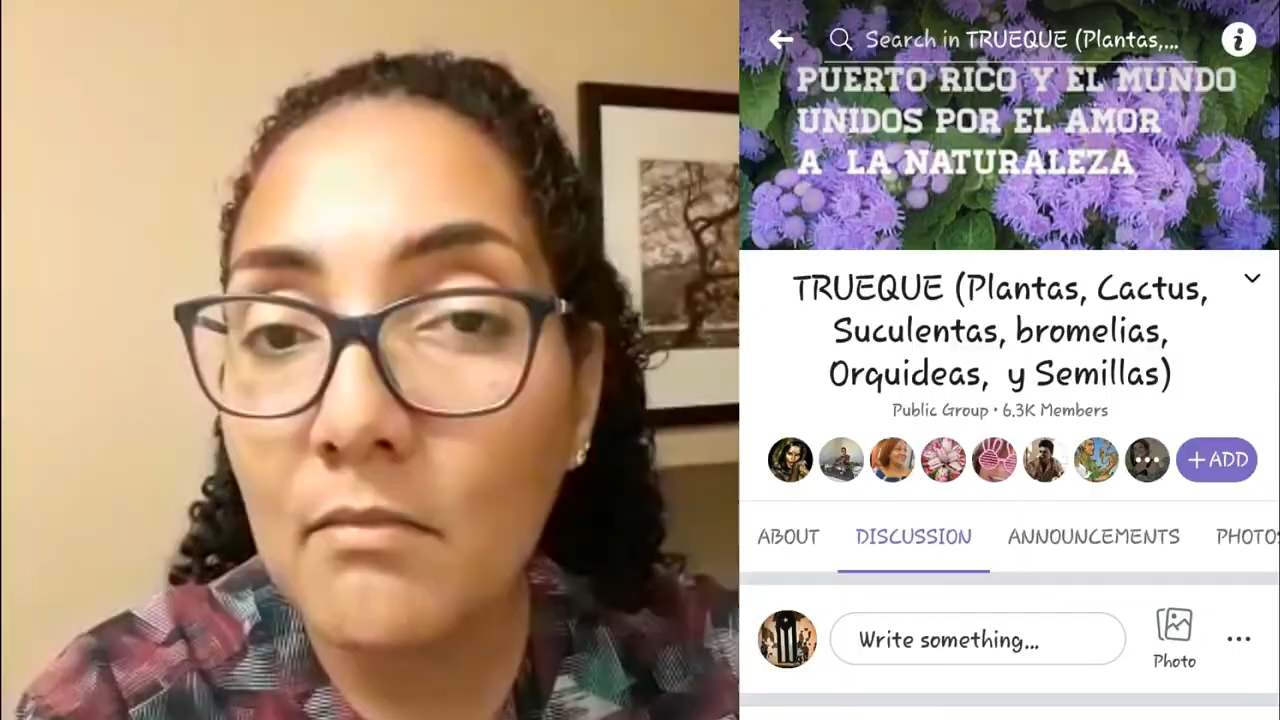 Search in TRUEQUE (Plantas,...
PUERTO RICO Y EL MUNDO
UNIDOS POR EL AMOR
A LA NATURALEZA
TRUEQUE (Plantas, Cactus,
Suculentas, bromelias,
Orquideas, y Semillas)
Public Group • 6.3K Members
+ADD
ABOUT DISCUSSION ANNOUNCEMENTS PHOTOS
Write something...
Photo